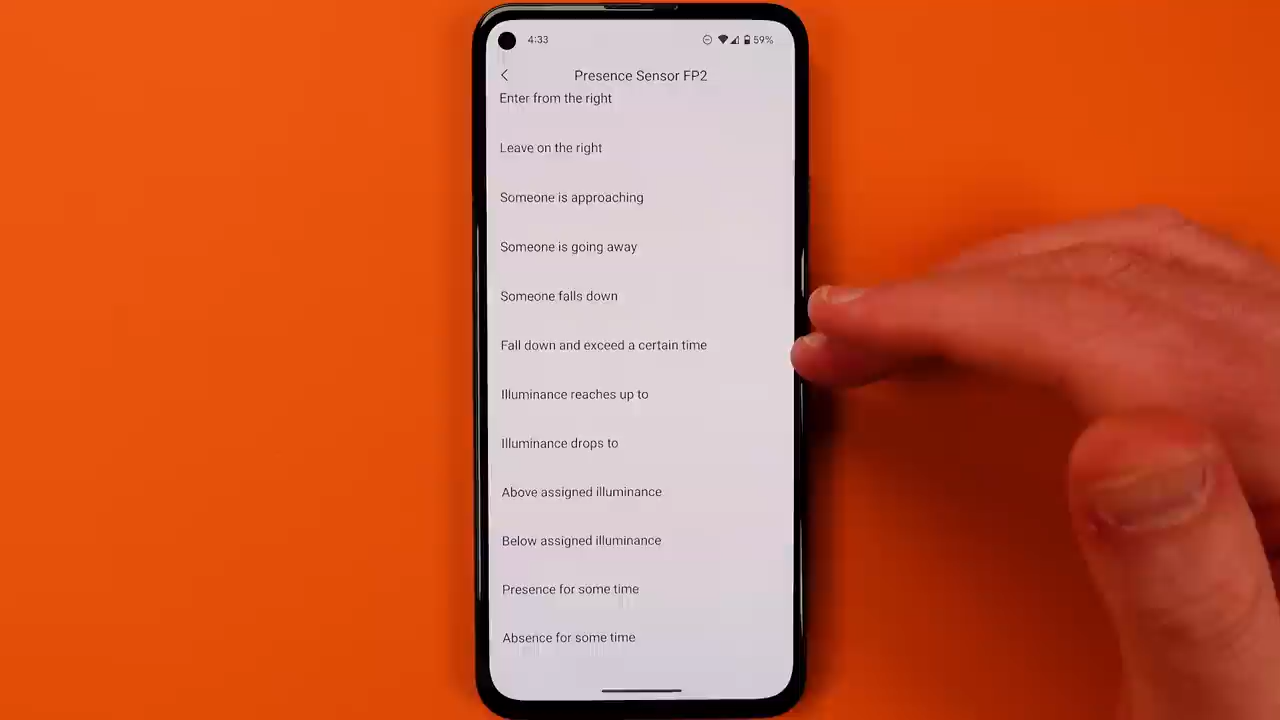 4:33
59%
Presence Sensor FP2
Enter from the right
Leave on the right
Someone is approaching
Someone is going away
Someone falls down
Fall down and exceed a certain time
Illuminance reaches up to
Illuminance drops to
Above assigned illuminance
Below assigned illuminance
Presence for some time
Absence for some time